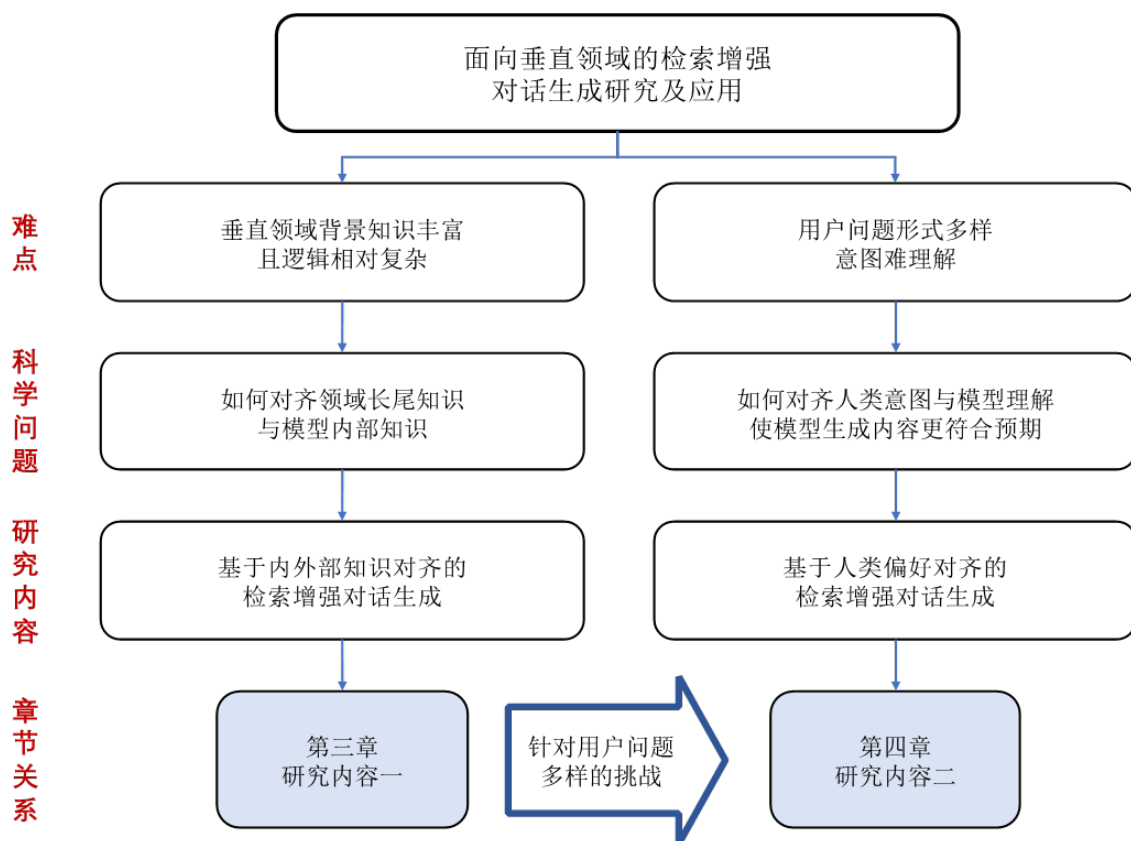 面向垂直领域的检索增强
对话生成研究及应用
难点
垂直领域背景知识丰富
且逻辑相对复杂
用户问题形式多样
意图难理解
科学问题
如何对齐领域长尾知识
与模型内部知识
如何对齐人类意图与模型理解
使模型生成内容更符合预期
研究内容
基于内外部知识对齐的
检索增强对话生成
基于人类偏好对齐的
检索增强对话生成
章节关系
第三章
研究内容一
针对用户问题
多样的挑战
第四章
研究内容二